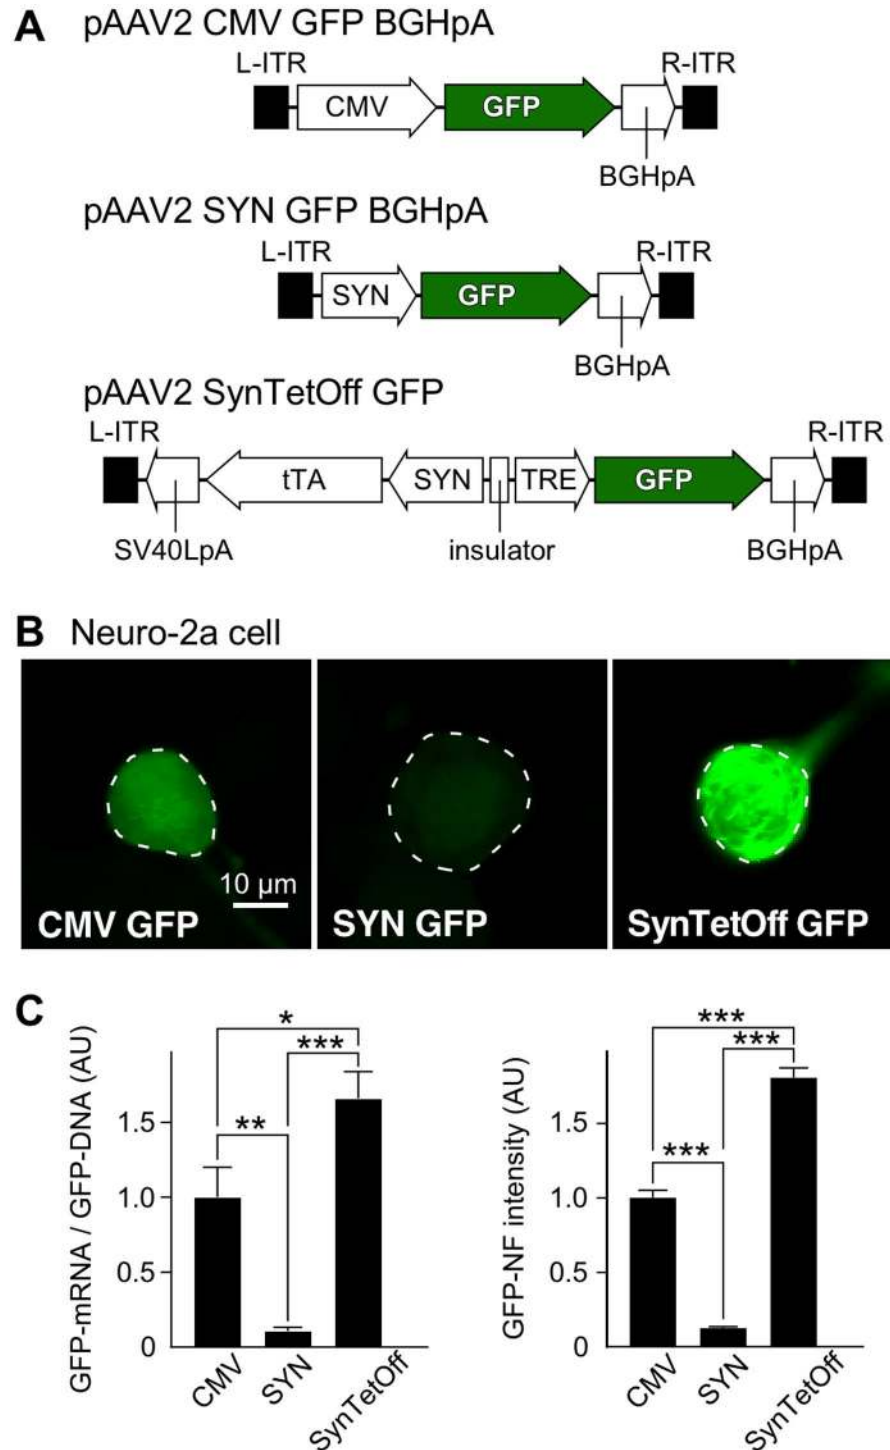 A pAAV2 CMV GFP BGHpA
L-ITR R-ITR
CMV GFP
BGHpA
pAAV2 SYN GFP BGHpA
L-ITR R-ITR
SYN GFP
BGHpA
pAAV2 SynTetOff GFP
L-ITR R-ITR
tTA SYN TRE GFP
SV40LpA insulator BGHpA
B Neuro-2a cell
10 µm
CMV GFP SYN GFP SynTetOff GFP
C
GFP-mRNA / GFP-DNA (AU)
*
***
**
1.5
1.0
0.5
0
CMV SYN SynTetOff
GFP-NF intensity (AU)
***
***
***
1.5
1.0
0.5
0
CMV SYN SynTetOff